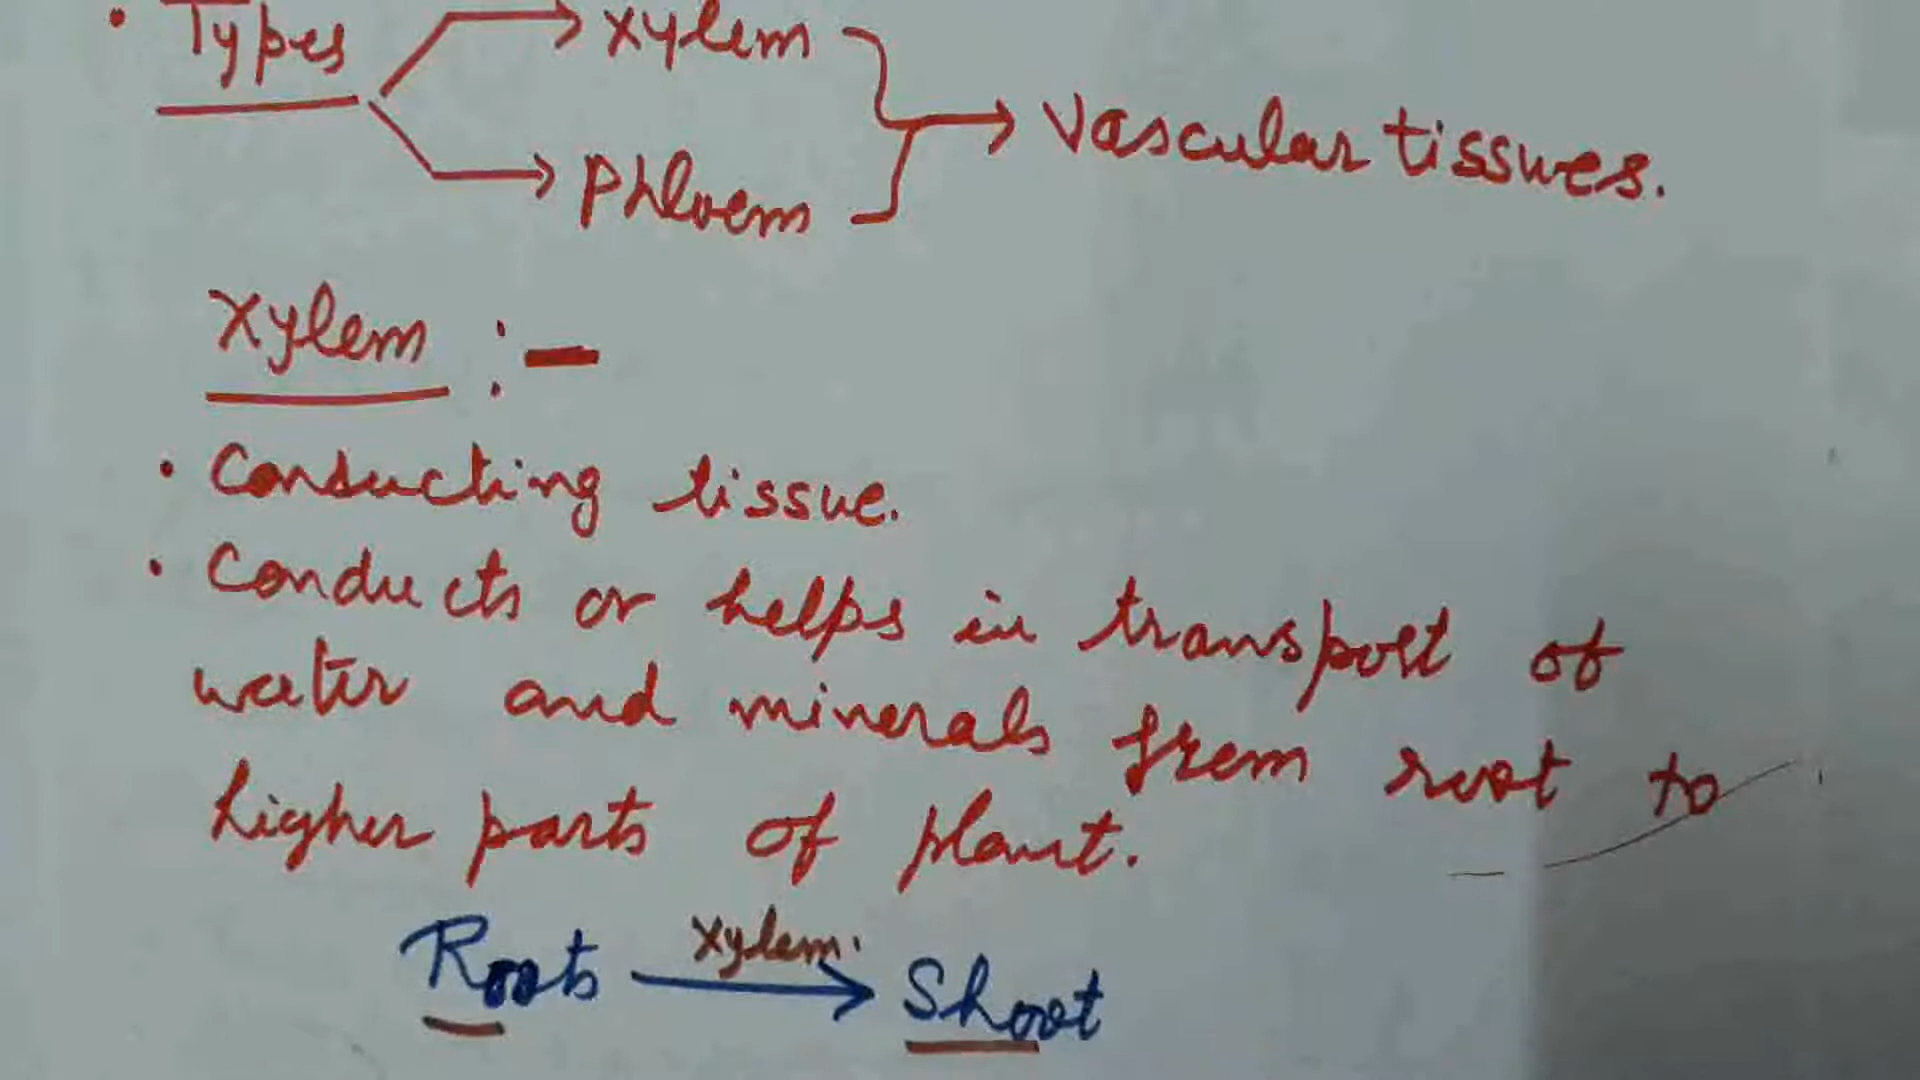 • Types → xylem
→ Phloem → Vascular tissues.
Xylem :-
• Conducting tissue.
• Conducts or helps in transport of
water and minerals from root to
higher parts of plant.
Roots xylem. → Shoot